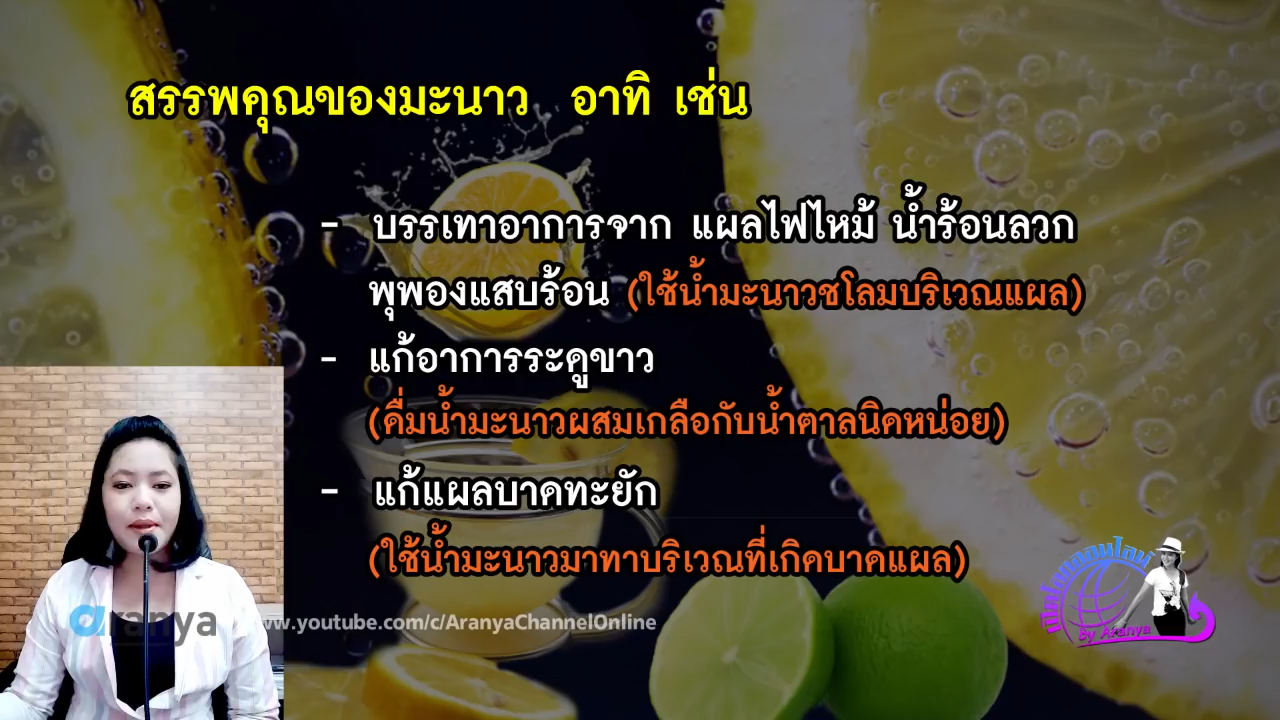 สรรพคุณของมะนาว อาทิ เช่น
- บรรเทาอาการจาก แผลไฟไหม้ น้ำร้อนลวก
พุพองแสบร้อน (ใช้น้ำมะนาวชโลมบริเวณแผล)
- แก้อาการระดูขาว
(ดื่มน้ำมะนาวผสมเกลือกับน้ำตาลนิดหน่อย)
- แก้แผลบาดทะยัก
(ใช้น้ำมะนาวมาทาบริเวณที่เกิดบาดแผล)
aranya www.youtube.com/c/AranyaChannelOnline
By Aranya